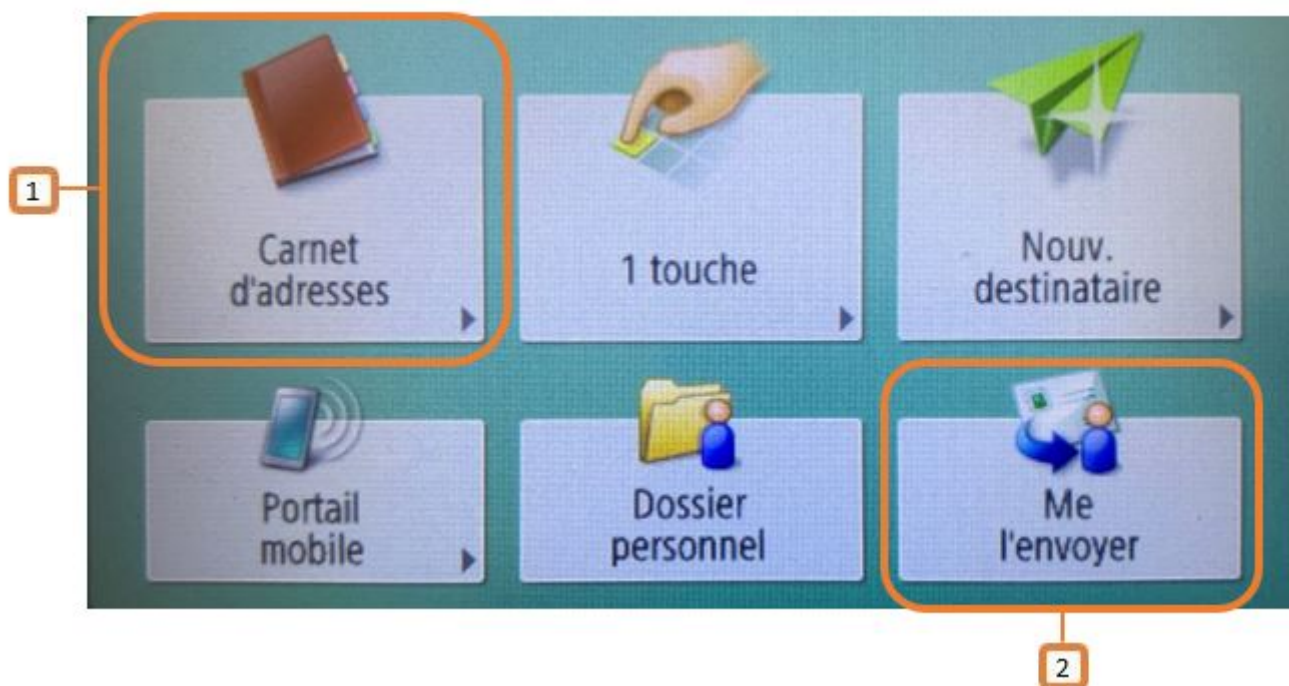 1
Carnet
d'adresses
1 touche
Nouv.
destinataire
Portail
mobile
Dossier
personnel
Me
l'envoyer
2